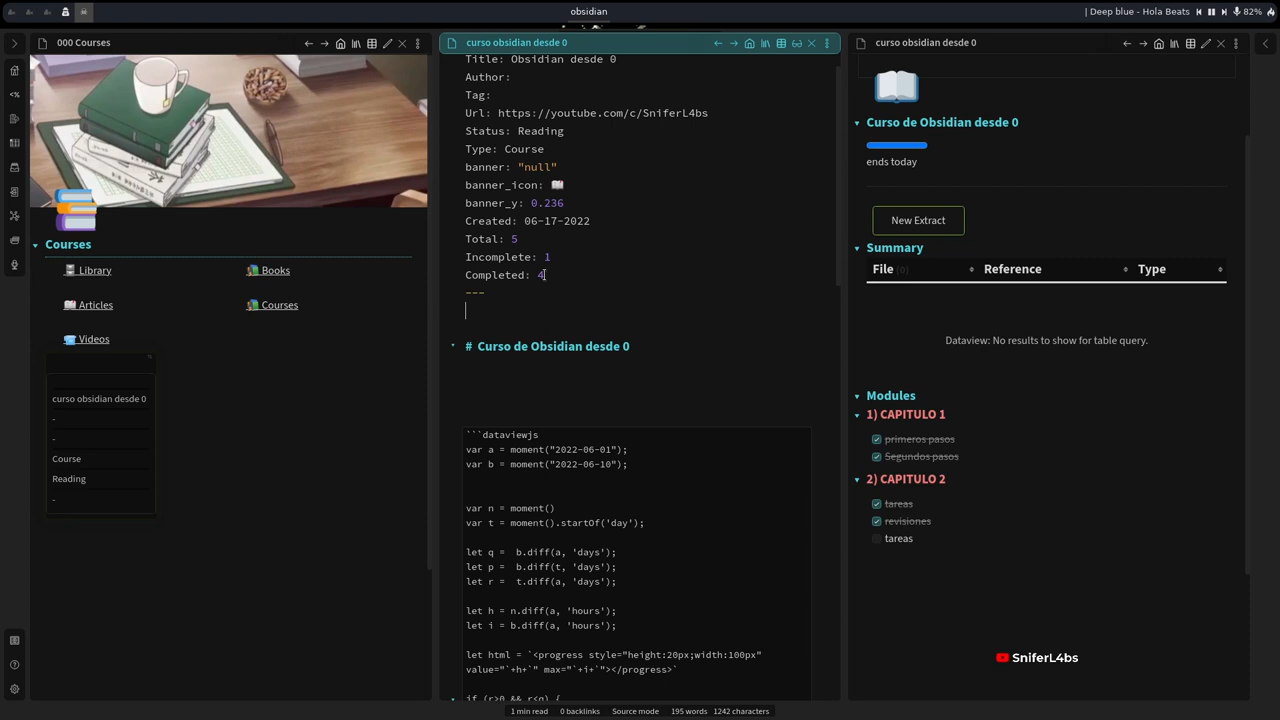 obsidian
| Deep blue - Hola Beats
82%
000 Courses
Courses
Library
Books
Articles
Courses
Videos
curso obsidian desde 0
-
-
Course
Reading
-
curso obsidian desde 0
Title: Obsidian desde 0
Author:
Tag:
Url: https://youtube.com/c/SniferL4bs
Status: Reading
Type: Course
banner: "null"
banner_icon: 📖
banner_y: 0.236
Created: 06-17-2022
Total: 5
Incomplete: 1
Completed: 4
---
# Curso de Obsidian desde 0
```dataviewjs
var a = moment("2022-06-01");
var b = moment("2022-06-10");
var n = moment()
var t = moment().startOf('day');
let q =  b.diff(a, 'days');
let p =  b.diff(t, 'days');
let r =  t.diff(a, 'days');
let h = n.diff(a, 'hours');
let i = b.diff(a, 'hours');
let html = `<progress style="height:20px;width:100px"
value="`+h+`" max="`+i+`"></progress>`
if (r>0 && r<q) {
curso obsidian desde 0
Curso de Obsidian desde 0
ends today
New Extract
Summary
File (0)
Reference
Type
Dataview: No results to show for table query.
Modules
1) CAPITULO 1
primeros pasos
Segundos pasos
2) CAPITULO 2
tareas
revisiones
tareas
SniferL4bs
1 min read
0 backlinks
Source mode
195 words
1242 characters